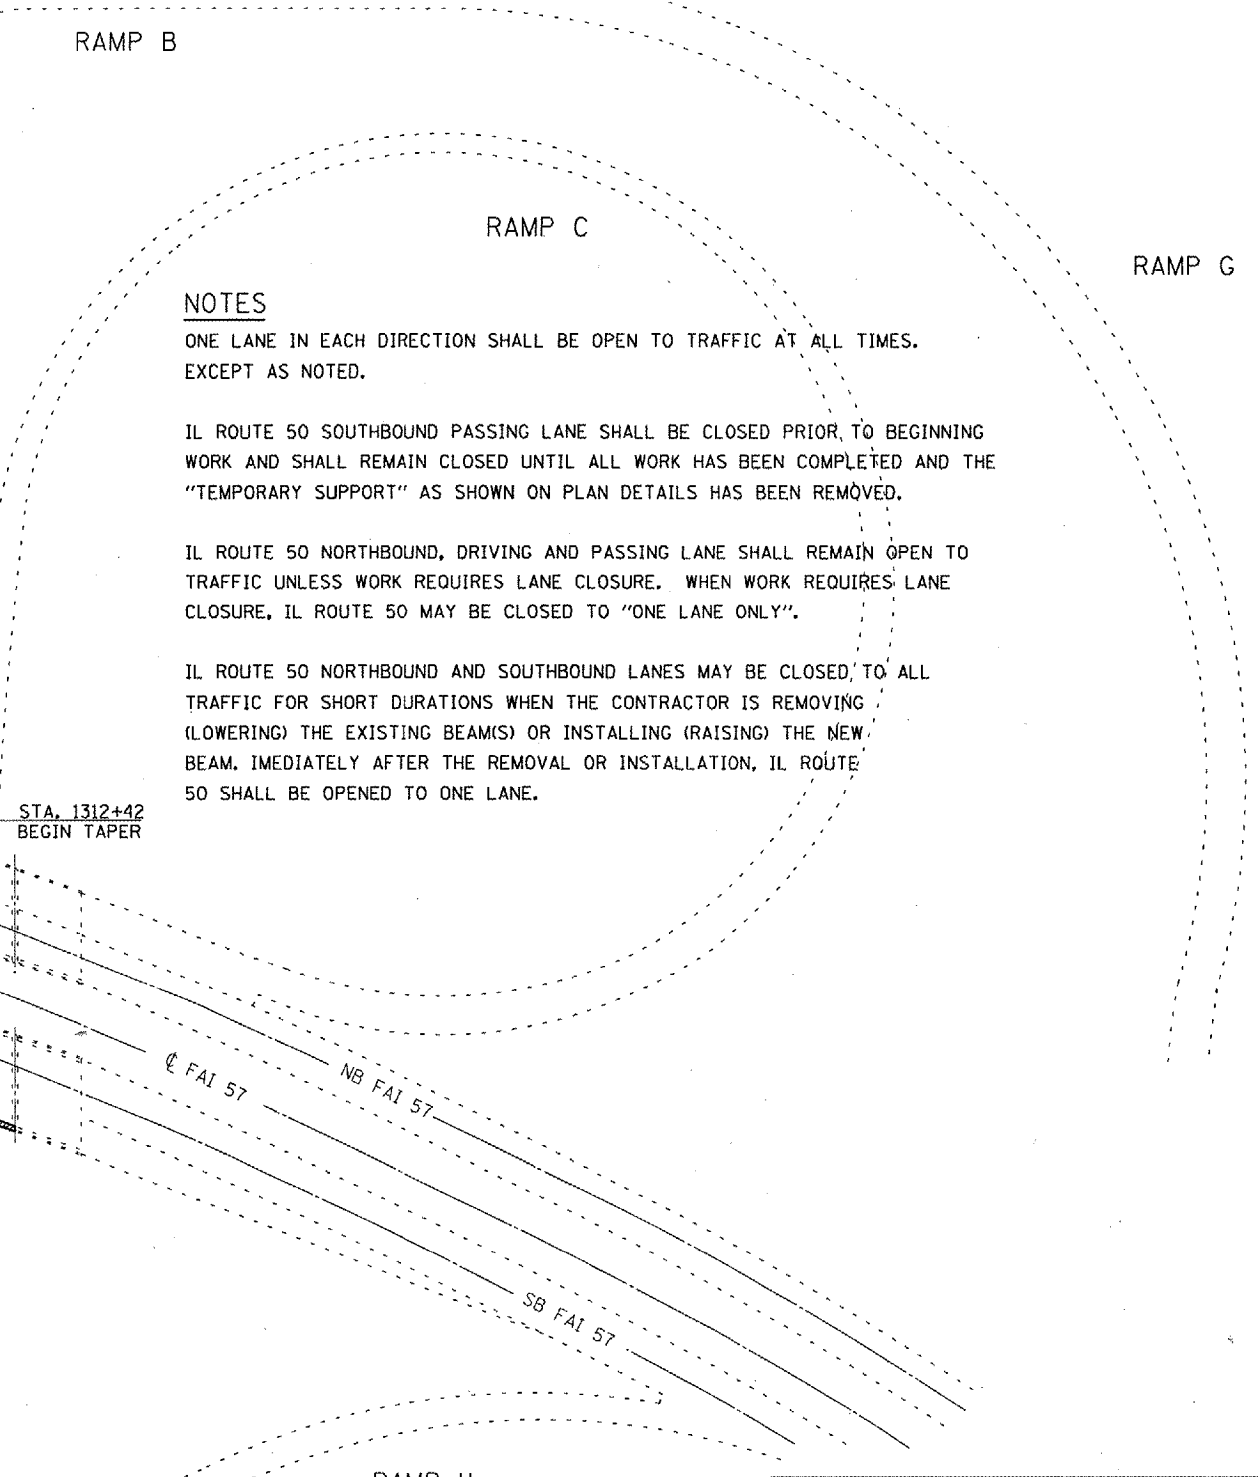 RAMP B
RAMP C
RAMP G
NOTES
ONE LANE IN EACH DIRECTION SHALL BE OPEN TO TRAFFIC AT ALL TIMES.
EXCEPT AS NOTED.
IL ROUTE 50 SOUTHBOUND PASSING LANE SHALL BE CLOSED PRIOR TO BEGINNING
WORK AND SHALL REMAIN CLOSED UNTIL ALL WORK HAS BEEN COMPLETED AND THE
"TEMPORARY SUPPORT" AS SHOWN ON PLAN DETAILS HAS BEEN REMOVED.
IL ROUTE 50 NORTHBOUND, DRIVING AND PASSING LANE SHALL REMAIN OPEN TO
TRAFFIC UNLESS WORK REQUIRES LANE CLOSURE. WHEN WORK REQUIRES LANE
CLOSURE, IL ROUTE 50 MAY BE CLOSED TO "ONE LANE ONLY".
IL ROUTE 50 NORTHBOUND AND SOUTHBOUND LANES MAY BE CLOSED TO ALL
TRAFFIC FOR SHORT DURATIONS WHEN THE CONTRACTOR IS REMOVING
(LOWERING) THE EXISTING BEAM(S) OR INSTALLING (RAISING) THE NEW
BEAM. IMEDIATELY AFTER THE REMOVAL OR INSTALLATION, IL ROUTE
50 SHALL BE OPENED TO ONE LANE.
STA. 1312+42
BEGIN TAPER
℄ FAI 57
NB FAI 57
SB FAI 57
RAMP